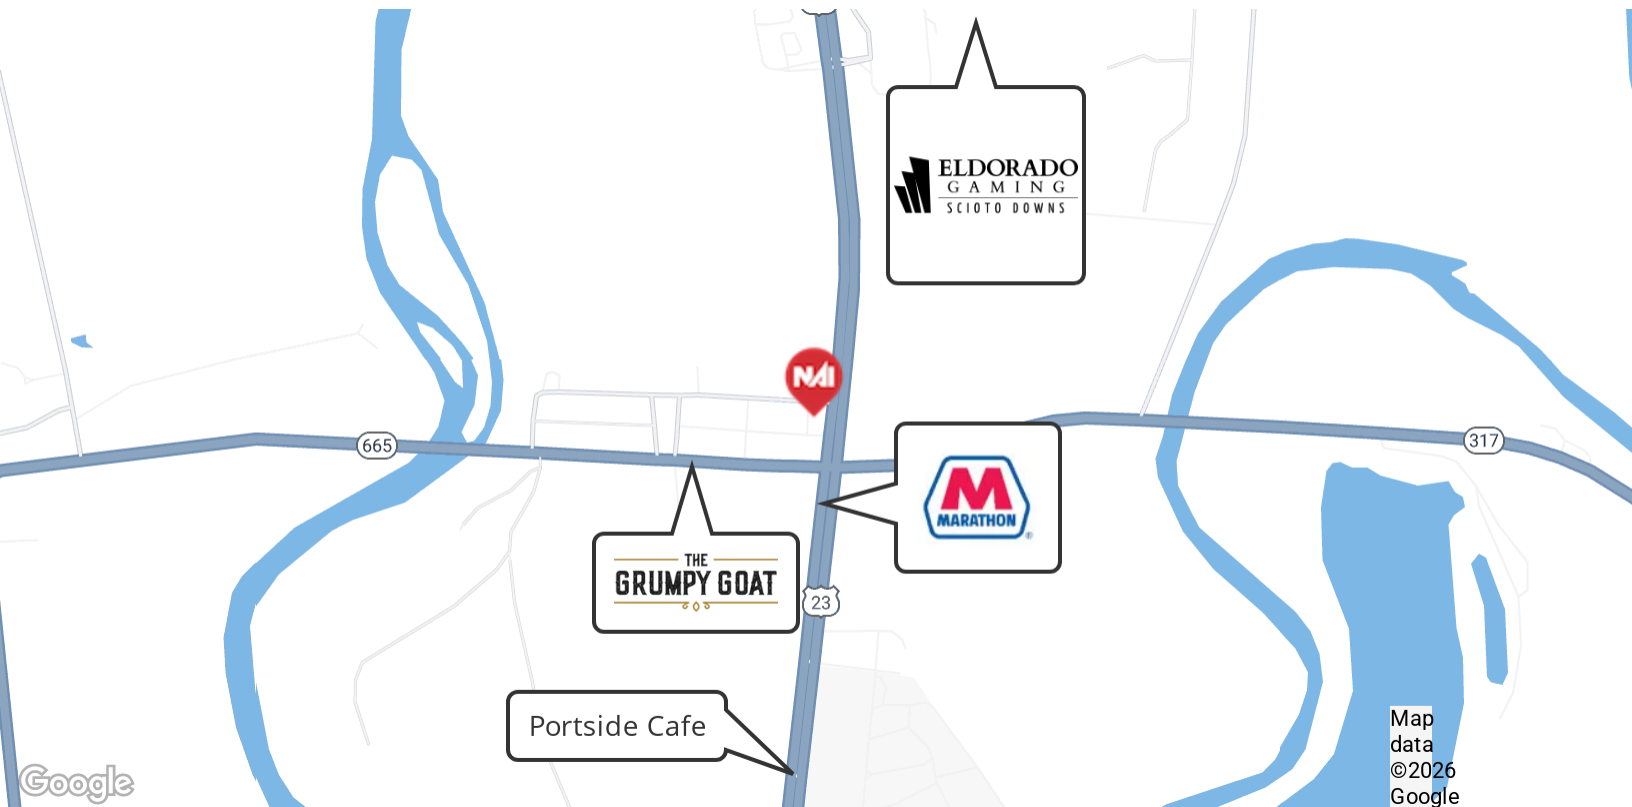 ELDORADO
GAMING
SCIOTO DOWNS
NAI
665
317
M
MARATHON
®
THE
GRUMPY GOAT
23
Portside Cafe
Map
data
©2026
Google
Google